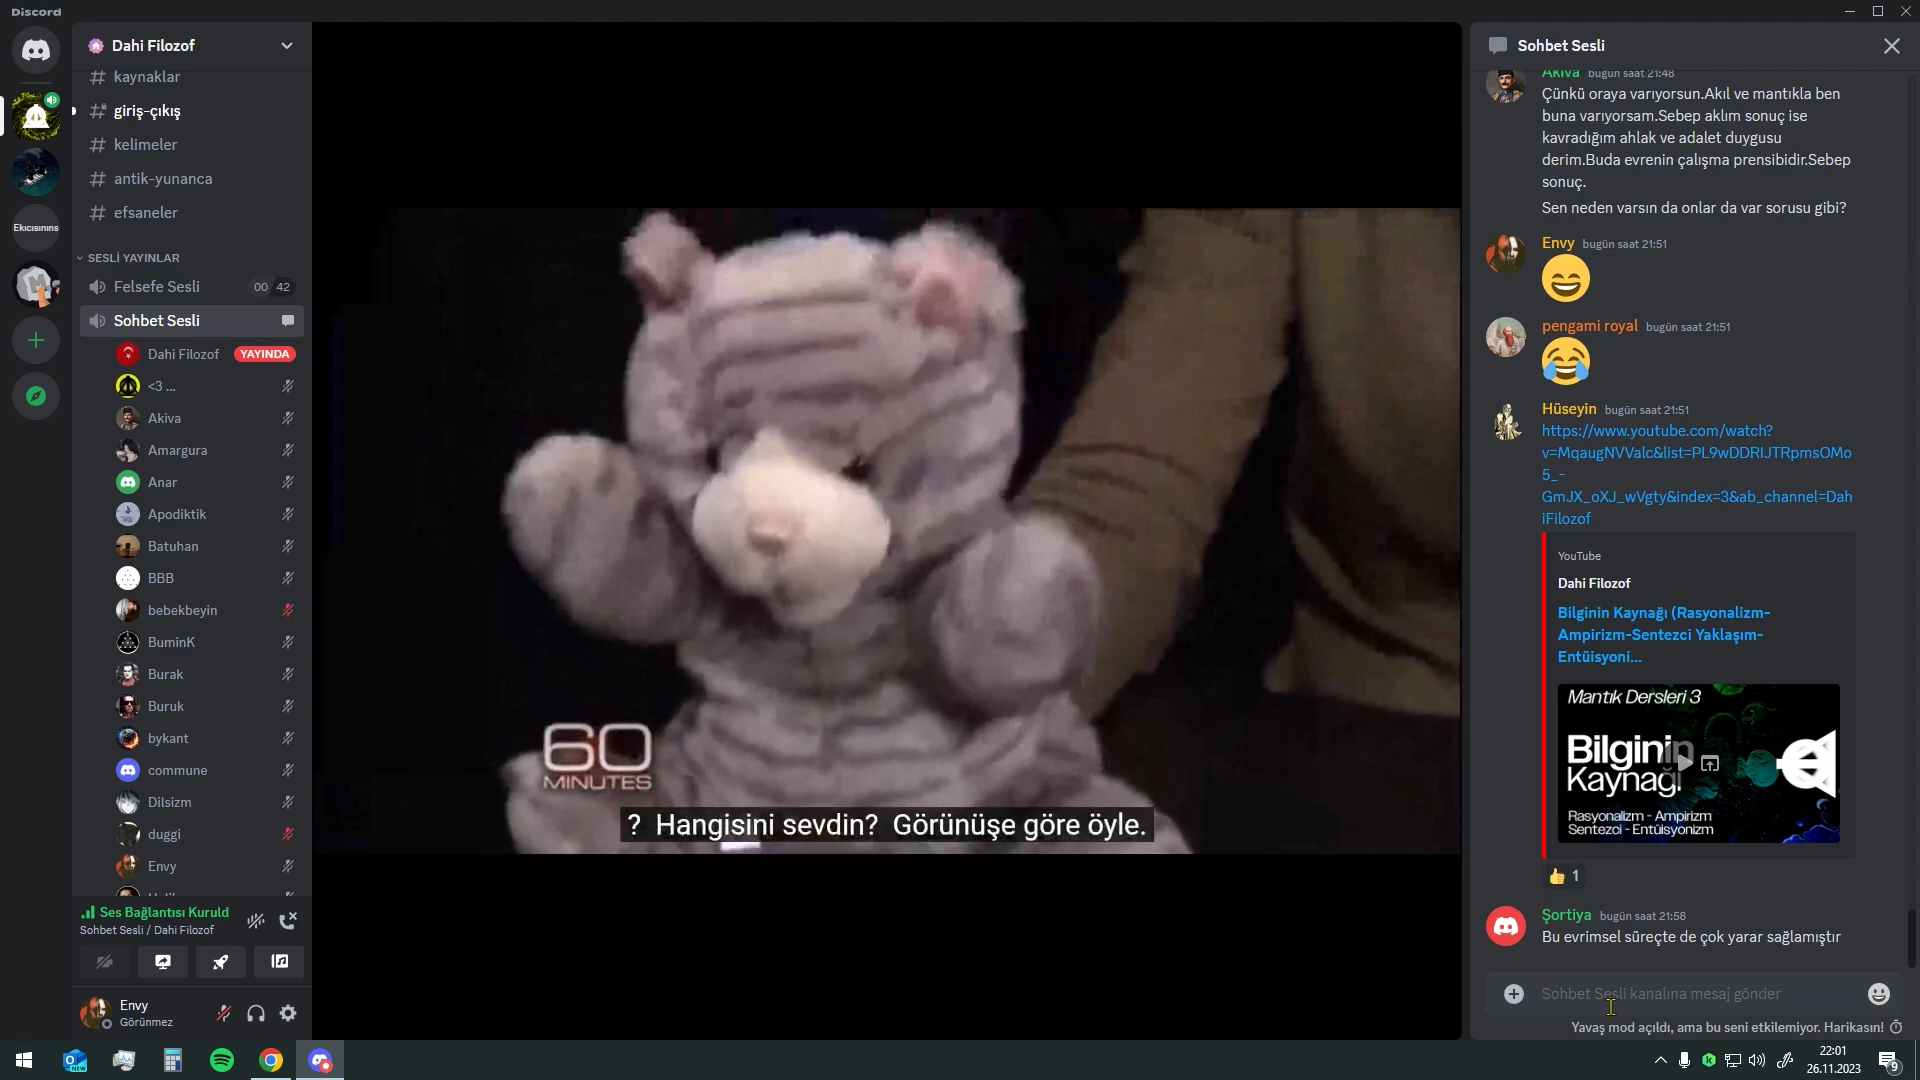 Discord
Dahi Filozof
kaynaklar
giriş-çıkış
kelimeler
antik-yunanca
efsaneler
Ekicisinins
SESLİ YAYINLAR
Felsefe Sesli 00 42
Sohbet Sesli
Dahi Filozof YAYINDA
<3 ...
Akiva
Amargura
Anar
Apodiktik
Batuhan
BBB
bebekbeyin
BuminK
Burak
Buruk
bykant
commune
Dilsizm
duggi
Envy
Ses Bağlantısı Kuruld
Sohbet Sesli / Dahi Filozof
Envy
Görünmez
60
MINUTES
? Hangisini sevdin? Görünüşe göre öyle.
Sohbet Sesli
Akiva bugün saat 21:48
Çünkü oraya varıyorsun.Akıl ve mantıkla ben
buna varıyorsam.Sebep aklım sonuç ise
kavradığım ahlak ve adalet duygusu
derim.Buda evrenin çalışma prensibidir.Sebep
sonuç.
Sen neden varsın da onlar da var sorusu gibi?
Envy bugün saat 21:51
pengami royal bugün saat 21:51
Hüseyin bugün saat 21:51
https://www.youtube.com/watch?
v=MqaugNVValc&list=PL9wDDRIJTRpmsOMo
5_-
GmJX_oXJ_wVgty&index=3&ab_channel=Dah
iFilozof
YouTube
Dahi Filozof
Bilginin Kaynağı (Rasyonalizm-
Ampirizm-Sentezci Yaklaşım-
Entüisyoni...
Mantık Dersleri 3
Bilginin
Kaynağı
Rasyonalizm - Ampirizm
Sentezci - Entüisyonizm
1
Şortiya bugün saat 21:58
Bu evrimsel süreçte de çok yarar sağlamıştır
Sohbet Sesli kanalına mesaj gönder
Yavaş mod açıldı, ama bu seni etkilemiyor. Harikasın!
NEW
22:01
26.11.2023
9